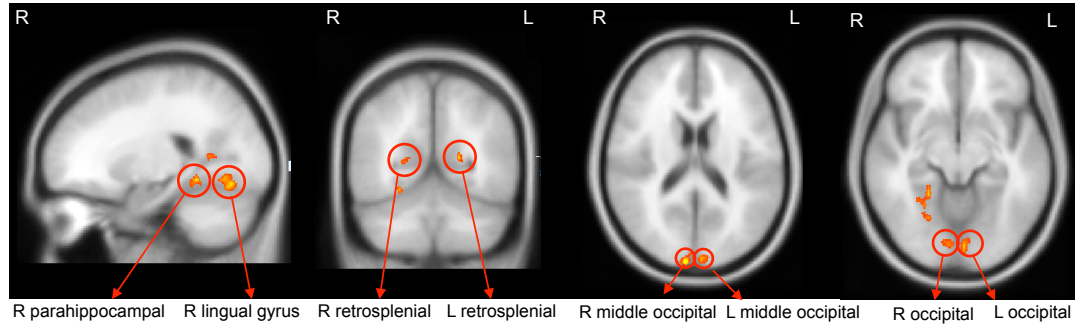 R
R L
R L
R L
R parahippocampal R lingual gyrus R retrosplenial L retrosplenial R middle occipital L middle occipital R occipital L occipital